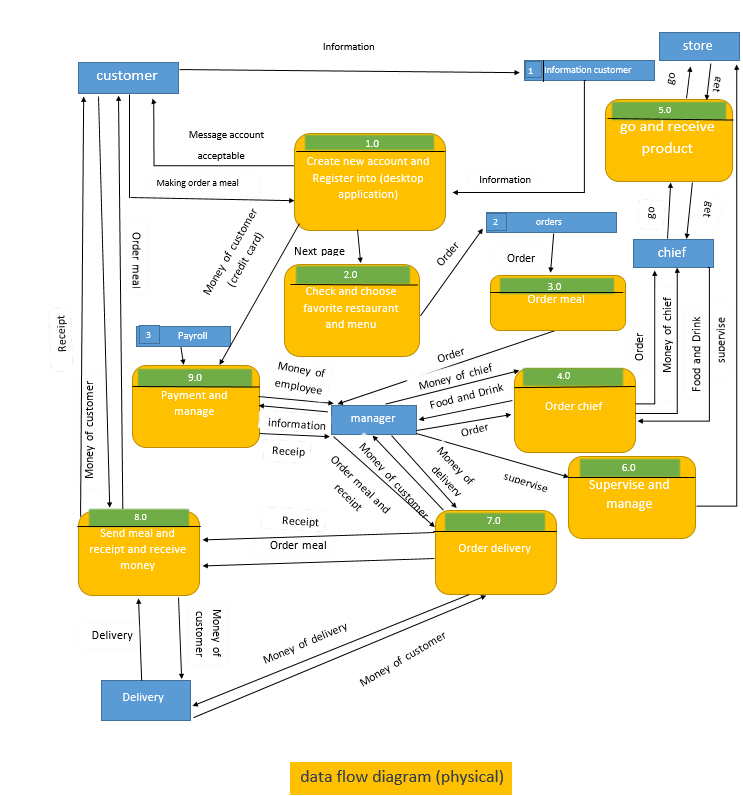 store
Information
customer
1
Information customer
go
get
5.0
go and receive
product
Message account
acceptable
1.0
Create new account and
Register into (desktop
application)
Making order a meal
Information
go
get
2
orders
Money of customer
(credit card)
Order meal
Next page
Order
Order
chief
2.0
Check and choose
favorite restaurant
and menu
3.0
Order meal
Receipt
3
Payroll
Order
Money of chief
Food and Drink
supervise
Order
9.0
Payment and
manage
Money of
employee
Money of chief
Food and Drink
4.0
Order chief
manager
information
Order
Receip
Money of customer
Order meal and
receipt
Money of customer
Money of
delivery
supervise
6.0
Supervise and
manage
8.0
Send meal and
receipt and receive
money
Receipt
Order meal
7.0
Order delivery
Delivery
Money of
customer
Money of delivery
Money of customer
Delivery
data flow diagram (physical)